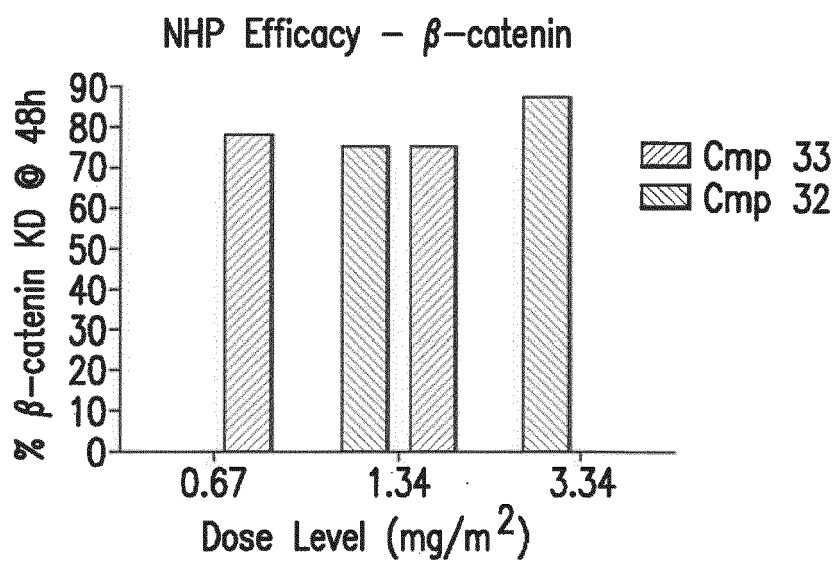 NHP Efficacy – β–catenin
% β–catenin KD @ 48h
90
80
70
60
50
40
30
20
10
0
0.67 1.34 3.34
Dose Level (mg/m²)
Cmp 33
Cmp 32